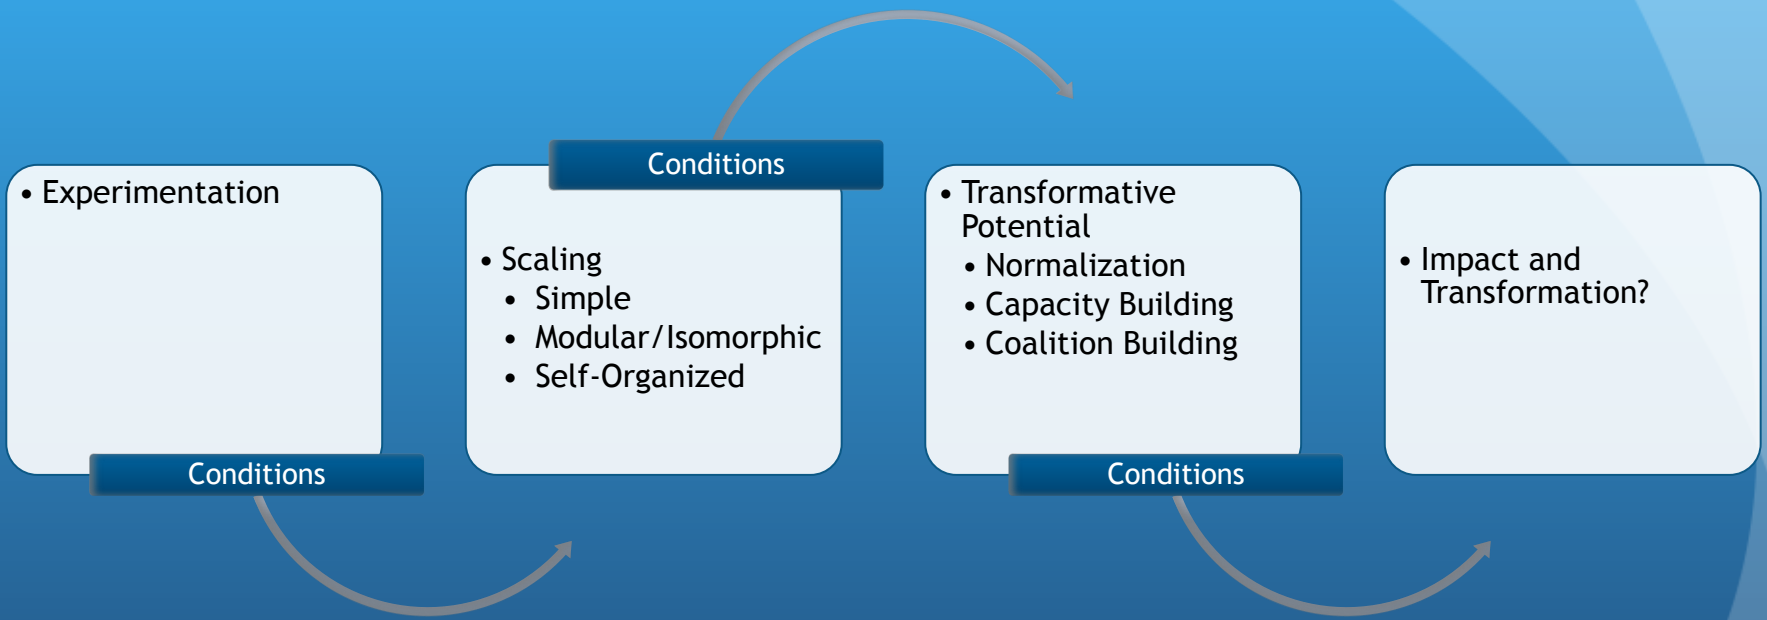 • Experimentation
Conditions
Conditions
• Scaling
• Simple
• Modular/Isomorphic
• Self-Organized
• Transformative
Potential
• Normalization
• Capacity Building
• Coalition Building
Conditions
• Impact and
Transformation?